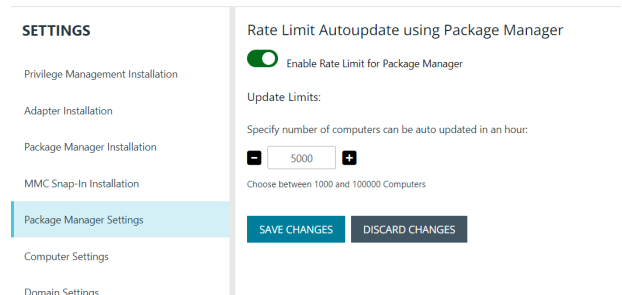 SETTINGS
Privilege Management Installation
Adapter Installation
Package Manager Installation
MMC Snap-In Installation
Package Manager Settings
Computer Settings
Domain Settings
Rate Limit Autoupdate using Package Manager
Enable Rate Limit for Package Manager
Update Limits:
Specify number of computers can be auto updated in an hour:
5000
Choose between 1000 and 100000 Computers
SAVE CHANGES DISCARD CHANGES